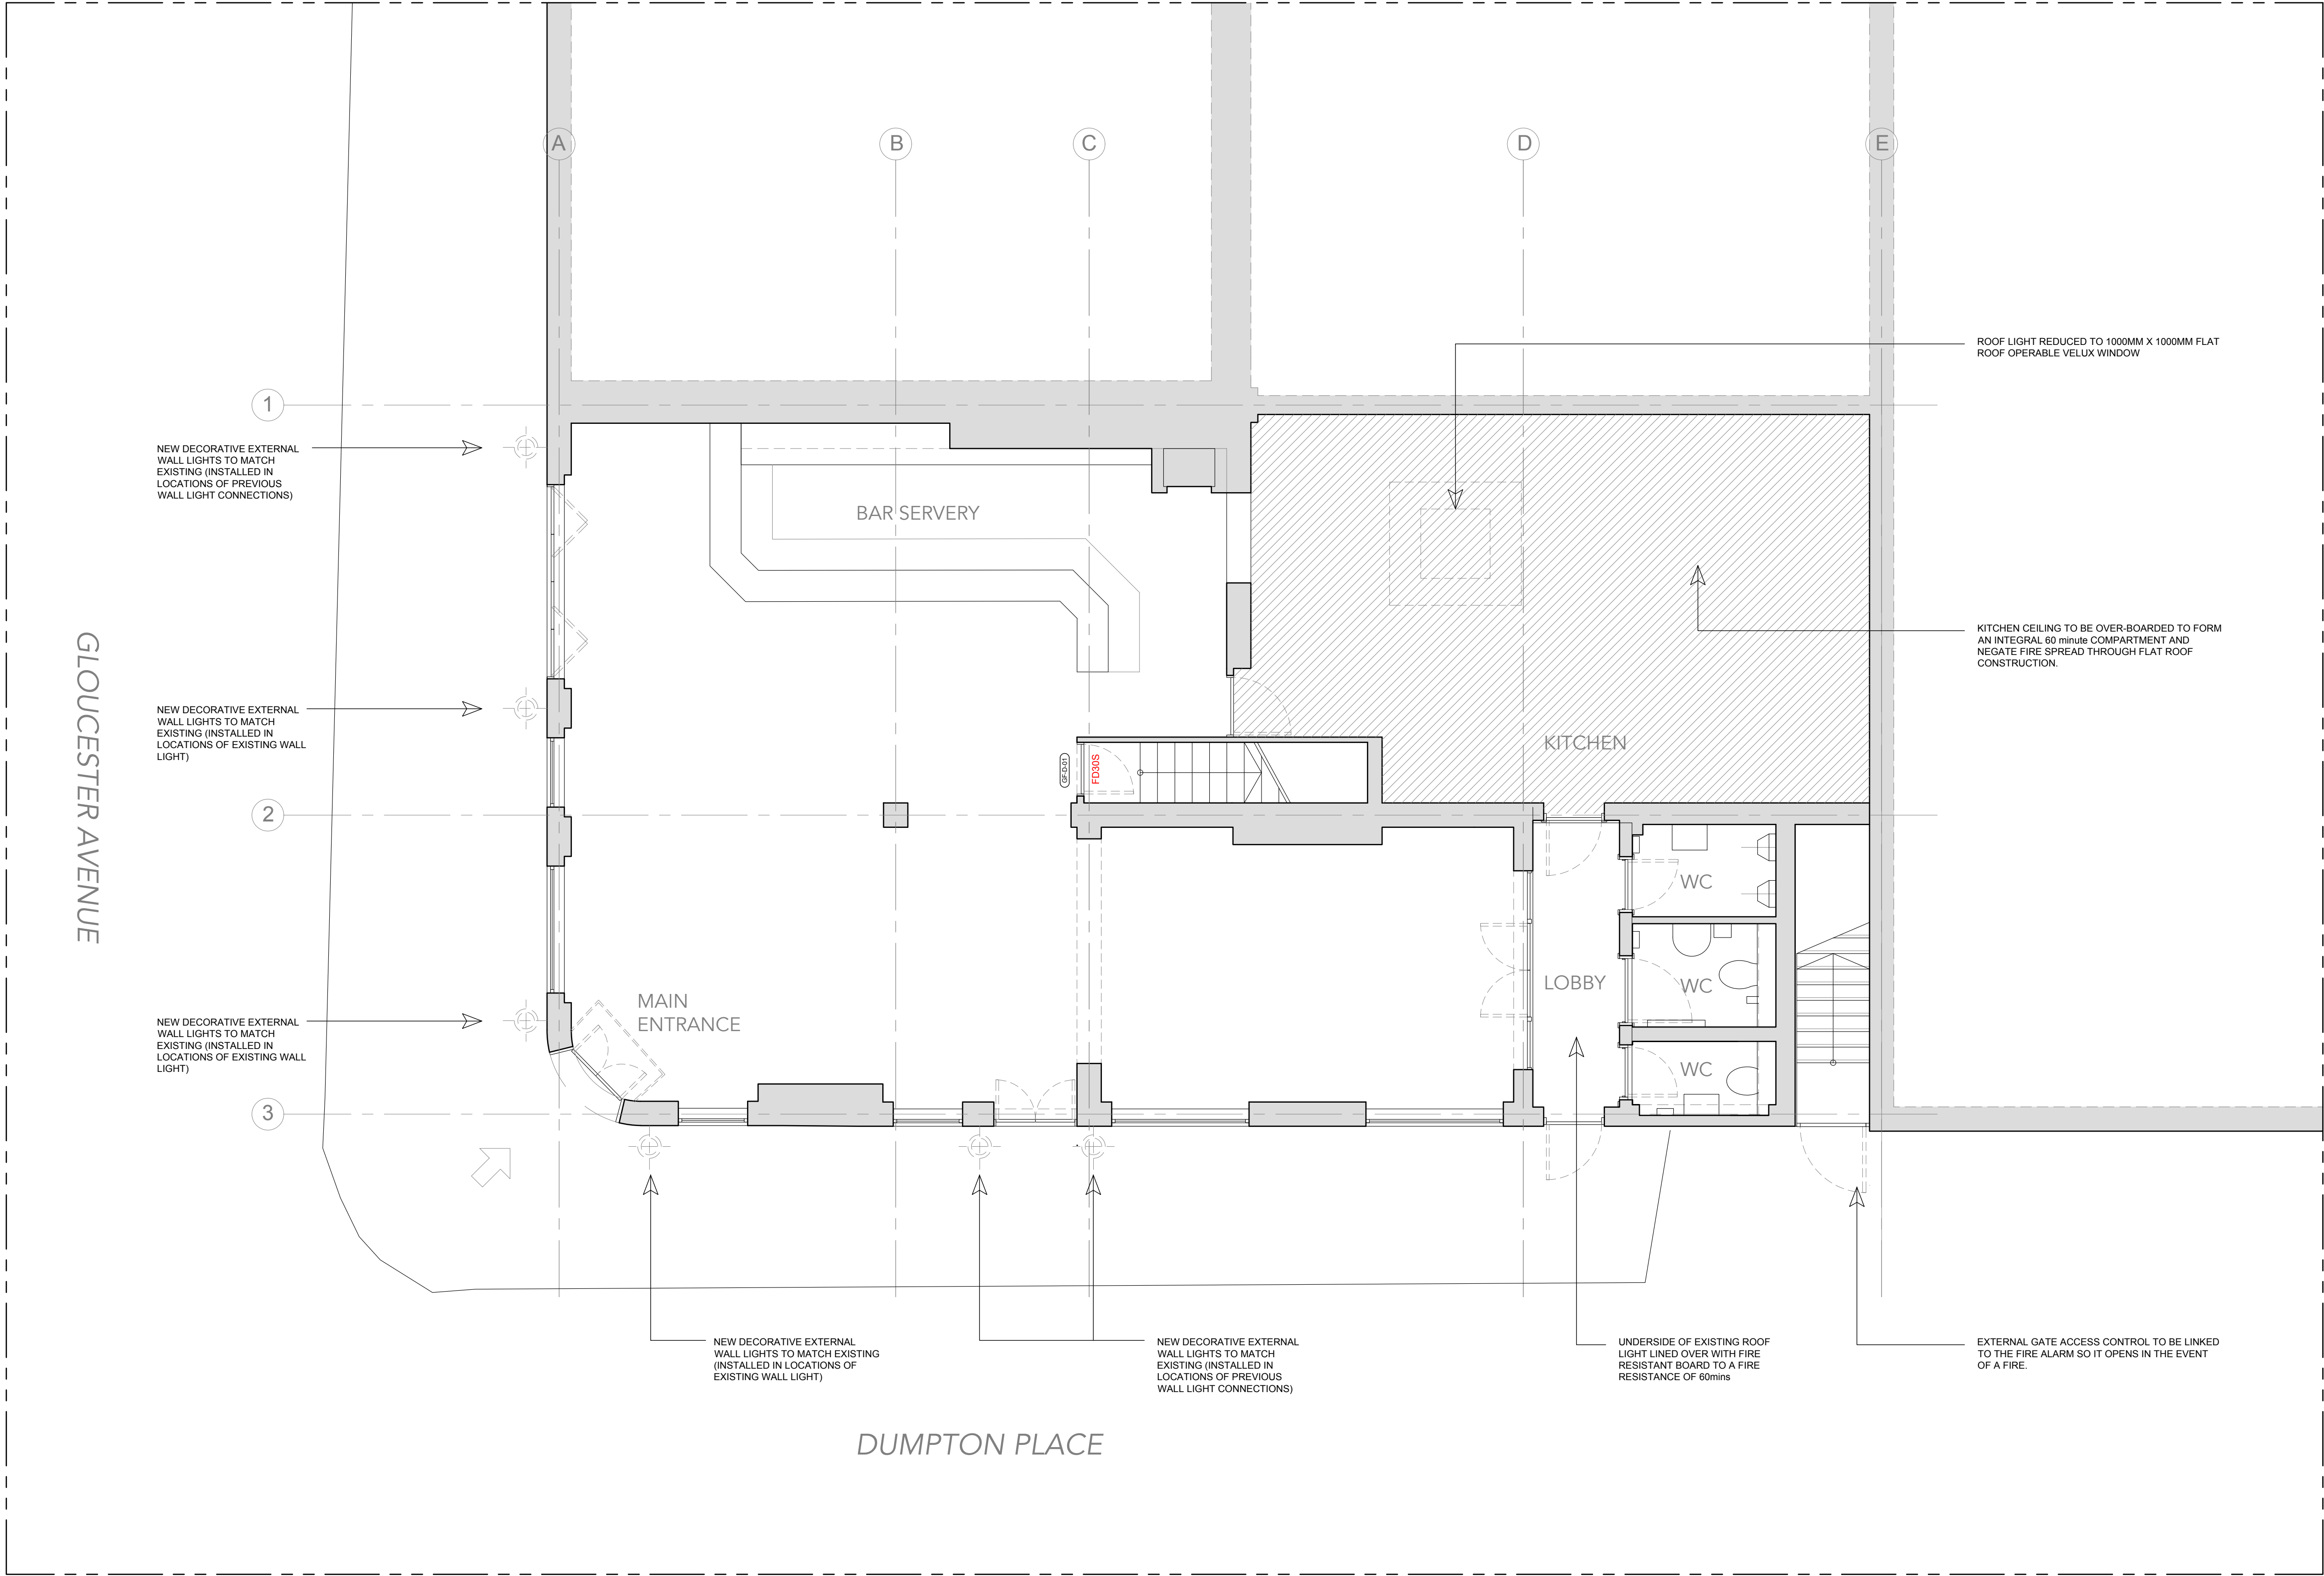 A
B
C
D
E
ROOF LIGHT REDUCED TO 1000MM X 1000MM FLAT
ROOF OPERABLE VELUX WINDOW
1
NEW DECORATIVE EXTERNAL
WALL LIGHTS TO MATCH
EXISTING (INSTALLED IN
LOCATIONS OF PREVIOUS
WALL LIGHT CONNECTIONS)
BAR SERVERY
KITCHEN CEILING TO BE OVER-BOARDED TO FORM
AN INTEGRAL 60 minute COMPARTMENT AND
NEGATE FIRE SPREAD THROUGH FLAT ROOF
CONSTRUCTION.
GLOUCESTER AVENUE
NEW DECORATIVE EXTERNAL
WALL LIGHTS TO MATCH
EXISTING (INSTALLED IN
LOCATIONS OF EXISTING WALL
LIGHT)
KITCHEN
GF-D-01
FD30S
2
WC
LOBBY
WC
MAIN
ENTRANCE
NEW DECORATIVE EXTERNAL
WALL LIGHTS TO MATCH
EXISTING (INSTALLED IN
LOCATIONS OF EXISTING WALL
LIGHT)
WC
3
NEW DECORATIVE EXTERNAL
WALL LIGHTS TO MATCH EXISTING
(INSTALLED IN LOCATIONS OF
EXISTING WALL LIGHT)
NEW DECORATIVE EXTERNAL
WALL LIGHTS TO MATCH
EXISTING (INSTALLED IN
LOCATIONS OF PREVIOUS
WALL LIGHT CONNECTIONS)
UNDERSIDE OF EXISTING ROOF
LIGHT LINED OVER WITH FIRE
RESISTANT BOARD TO A FIRE
RESISTANCE OF 60mins
EXTERNAL GATE ACCESS CONTROL TO BE LINKED
TO THE FIRE ALARM SO IT OPENS IN THE EVENT
OF A FIRE.
DUMPTON PLACE